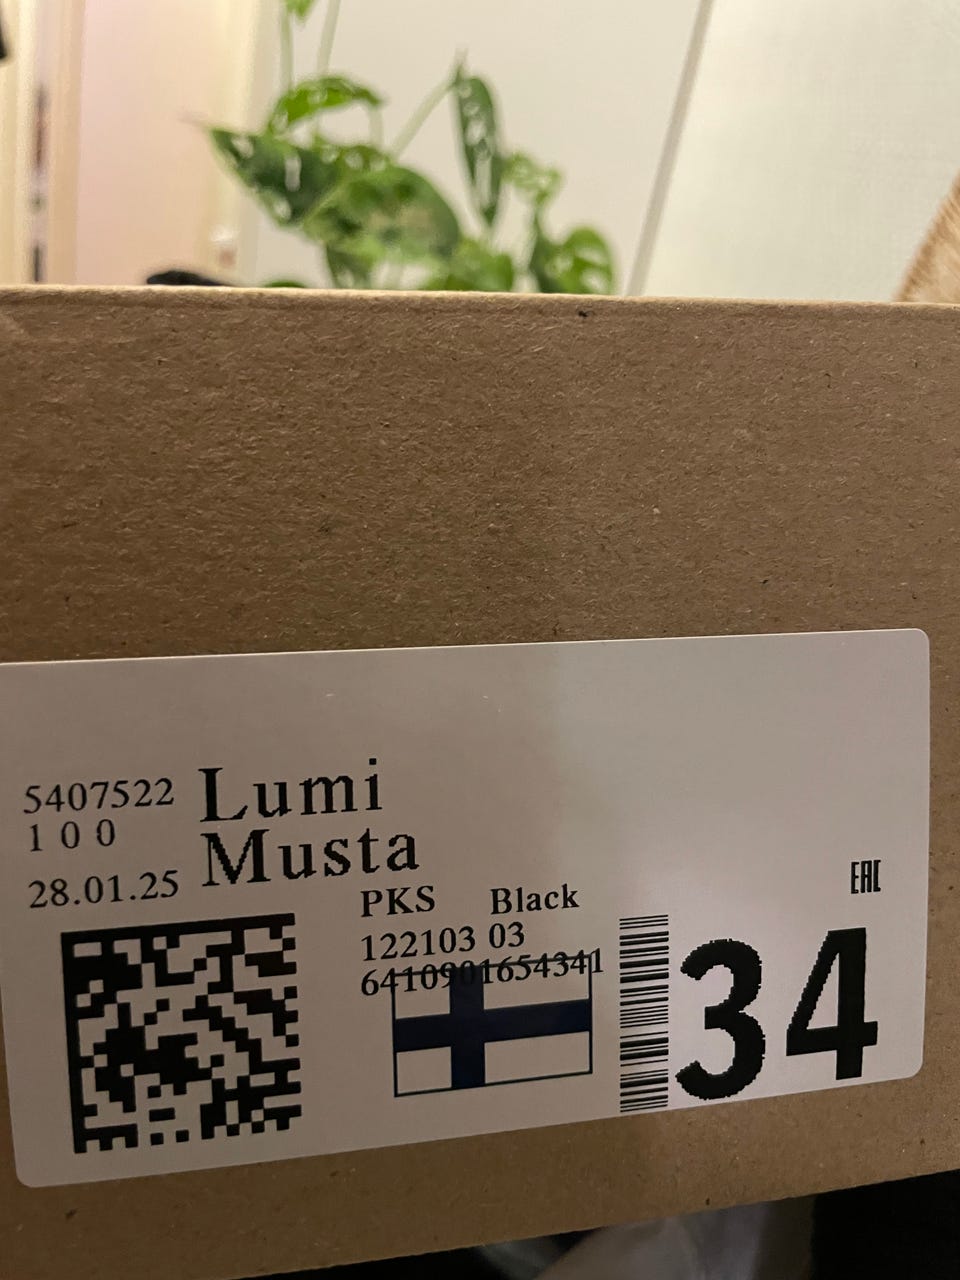 5407522
1 0 0
28.01.25
Lumi
Musta
PKS Black
122103 03
6410901654341
EAC
34